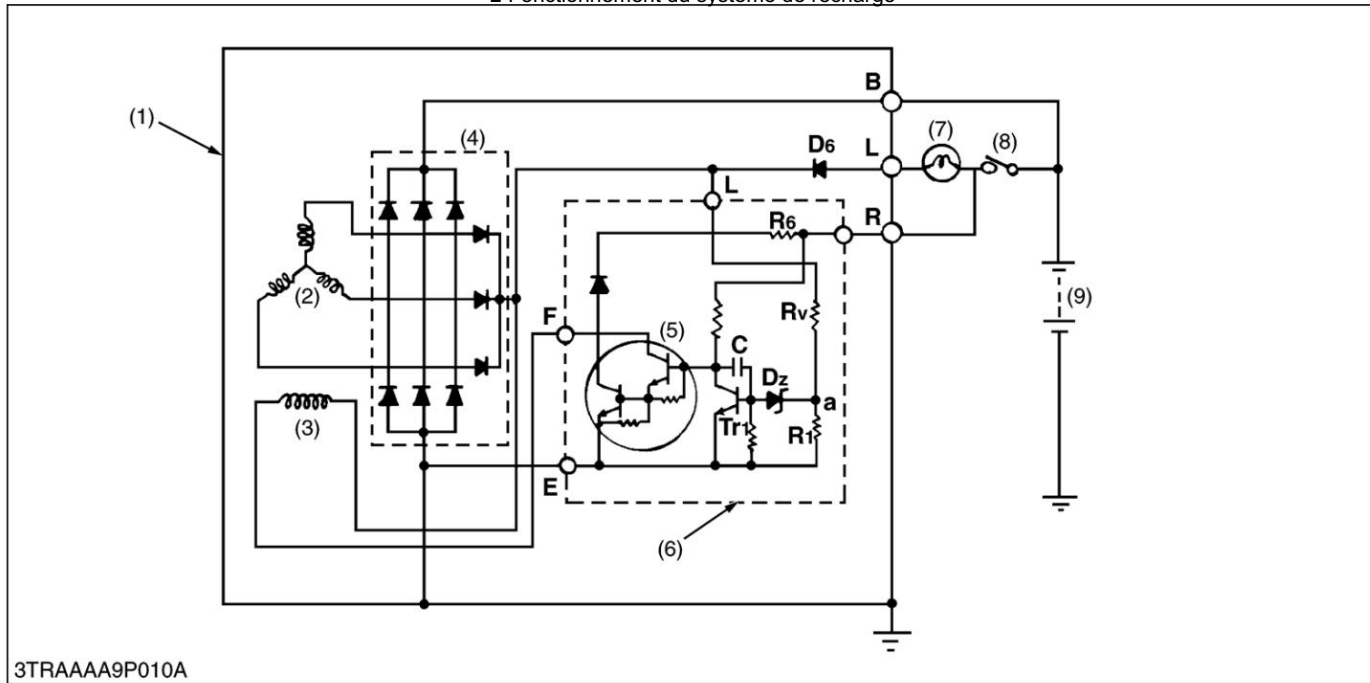 B
(1)
(4)
D6
L
(7)
(8)
L
R6
R
(2)
Rv
(9)
F
(5)
C
Dz
a
(3)
Tr1
R1
E
(6)
3TRAAAA9P010A